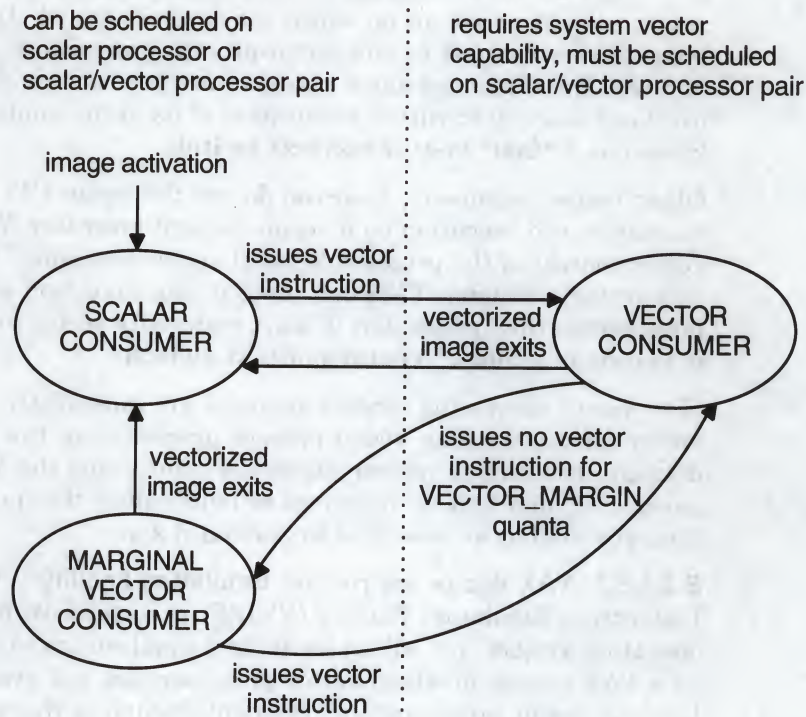 can be scheduled on
scalar processor or
scalar/vector processor pair
requires system vector
capability, must be scheduled
on scalar/vector processor pair
image activation
issues vector
instruction
SCALAR
CONSUMER
vectorized
image exits
VECTOR
CONSUMER
vectorized
image exits
issues no vector
instruction for
VECTOR MARGIN
quanta
MARGINAL
VECTOR
CONSUMER
issues vector
instruction